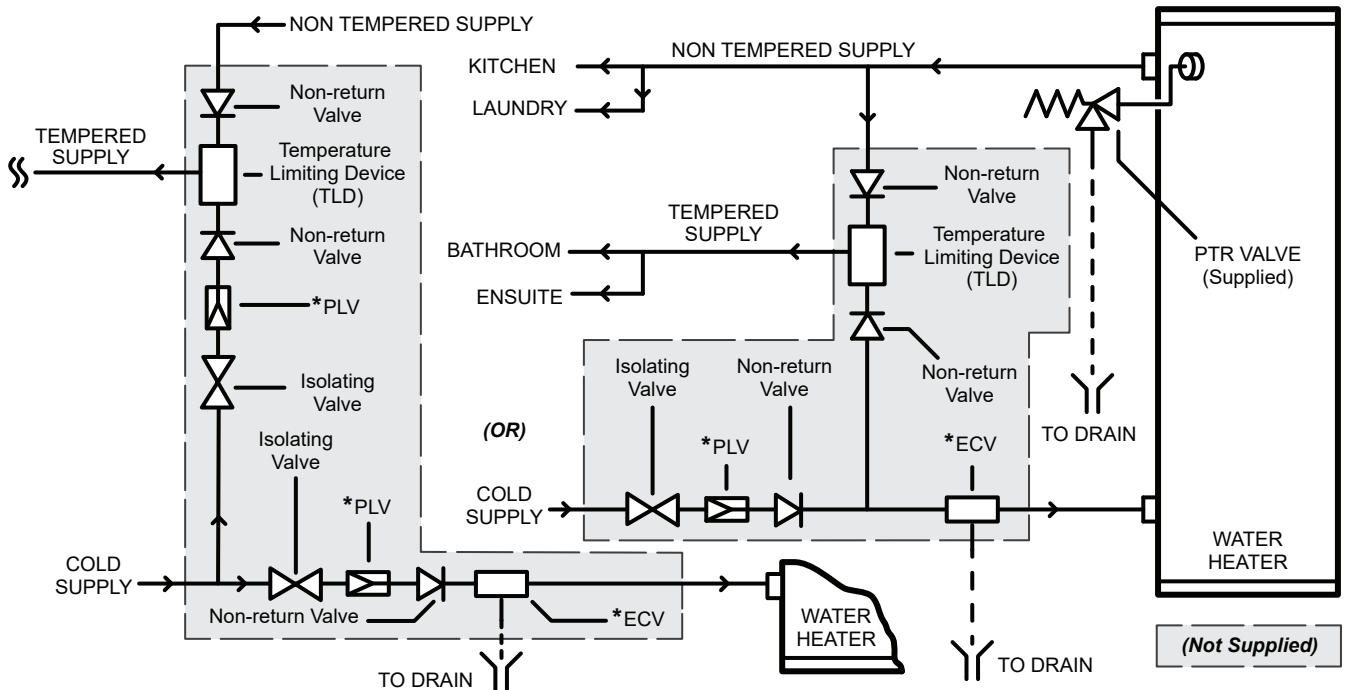 NON TEMPERED SUPPLY
Non-return
Valve
TEMPERED
SUPPLY
Temperature
Limiting Device
(TLD)
Non-return
Valve
*PLV
Isolating
Valve
Isolating
Valve
*PLV
COLD
SUPPLY
Non-return Valve
*ECV
TO DRAIN
WATER
HEATER
(OR)
KITCHEN
NON TEMPERED SUPPLY
LAUNDRY
Non-return
Valve
TEMPERED
SUPPLY
BATHROOM
ENSUITE
Temperature
Limiting Device
(TLD)
Isolating
Valve
Non-return
Valve
Non-return
Valve
*PLV
*ECV
COLD
SUPPLY
TO DRAIN
PTR VALVE
(Supplied)
TO DRAIN
WATER
HEATER
(Not Supplied)